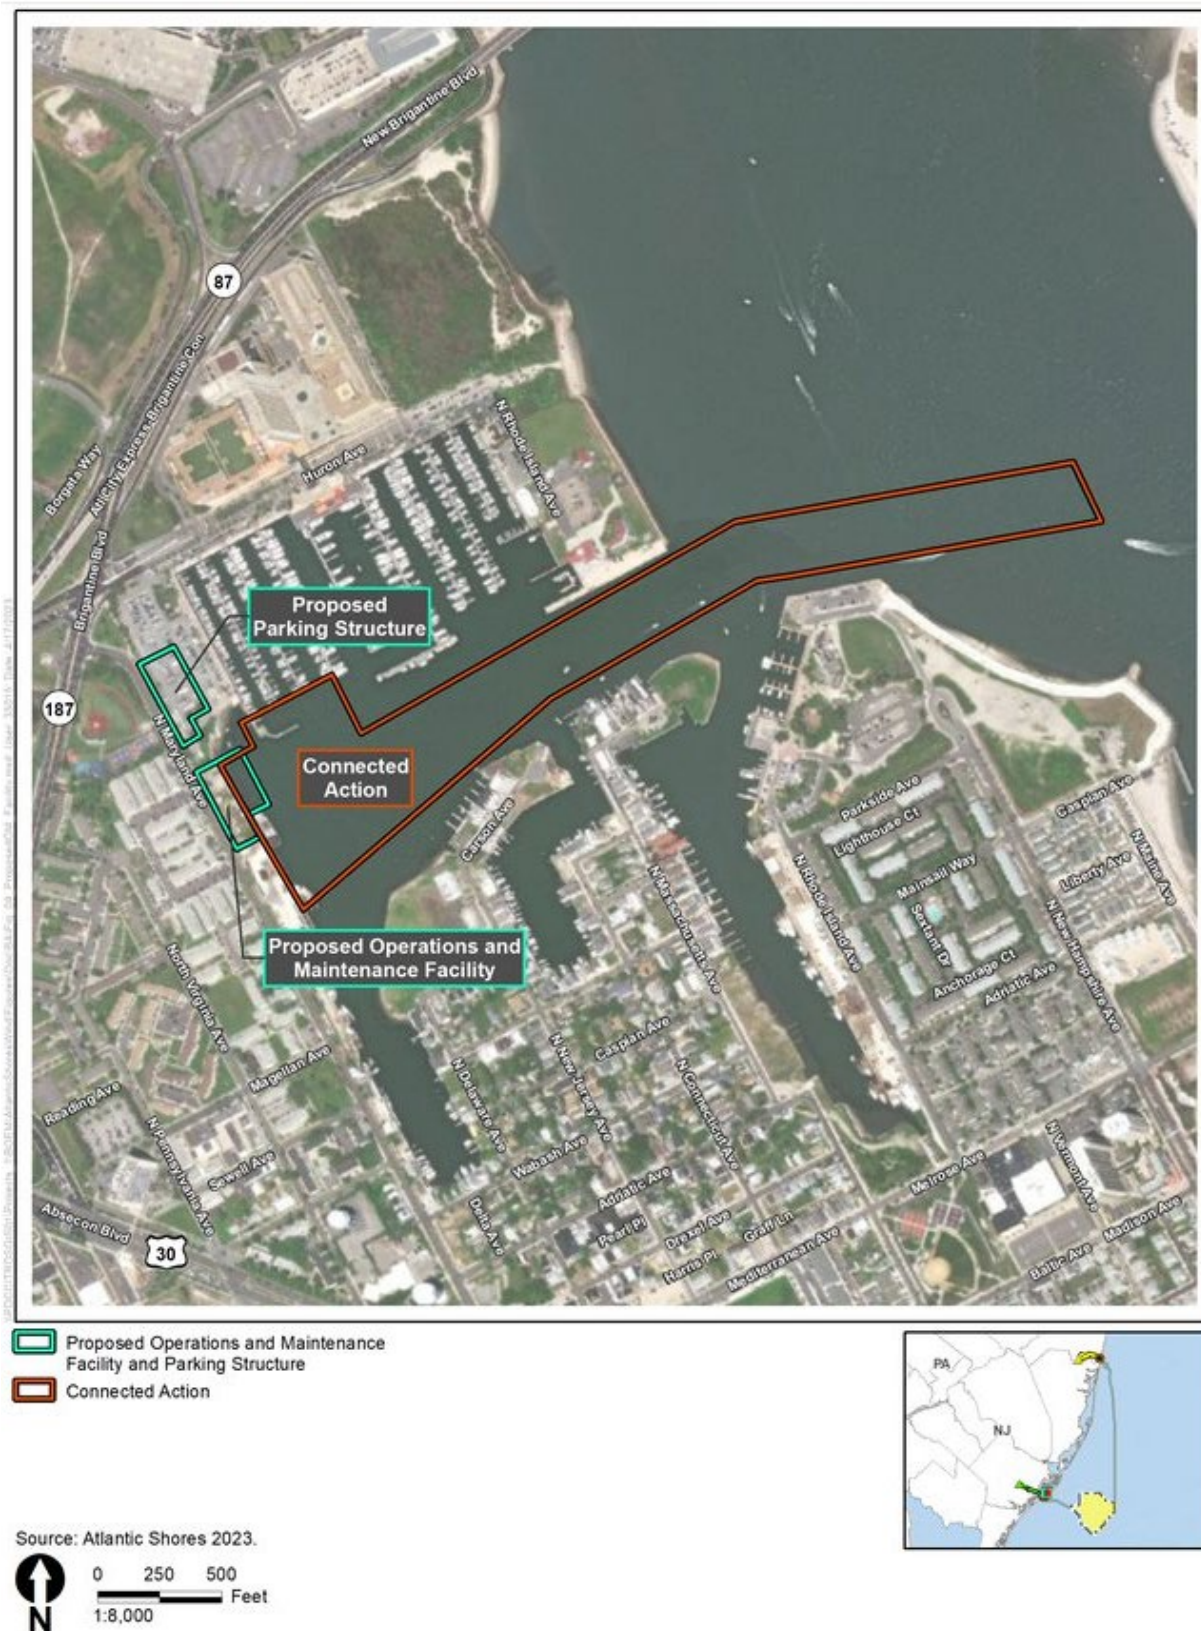 New Brigantine Blvd
87
Atl City Express-Brigantine Con
Borgata Way
Brigantine Blvd
Huron Ave
N Rhode Island Ave
Proposed
Parking Structure
187
N Maryland Ave
Connected
Action
Carson Ave
Parkside Ave
Lighthouse Ct
Caspian Ave
N Maine Ave
Liberty Ave
Mainsail Way
N Massachusetts Ave
N Rhode Island Ave
Sextant Dr
N New Hampshire Ave
Anchorage Ct
Adriatic Ave
Proposed Operations and
Maintenance Facility
North Virginia Ave
Magellan Ave
Caspian Ave
N New Jersey Ave
N Delaware Ave
N Connecticut Ave
Reading Ave
N Pennsylvania Ave
Sewell Ave
Wabash Ave
Adriatic Ave
Melrose Ave
N Vermont Ave
Madison Ave
Absecon Blvd
30
Delta Ave
Pearl Pl
Drexel Ave
Graff Ln
Harris Pl
Mediterranean Ave
Baltic Ave
Proposed Operations and Maintenance
Facility and Parking Structure
Connected Action
PA
NJ
Source: Atlantic Shores 2023.
N
0 250 500
Feet
1:8,000